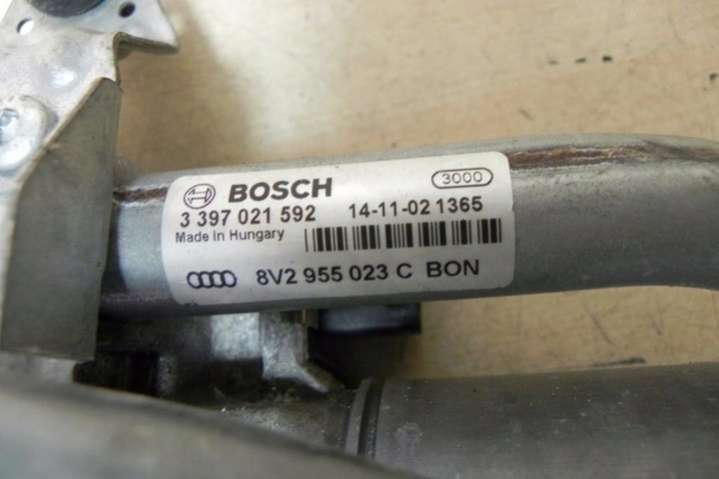 BOSCH 3000
3 397 021 592 14-11-02 1365
Made in Hungary
8V2 955 023 C BON